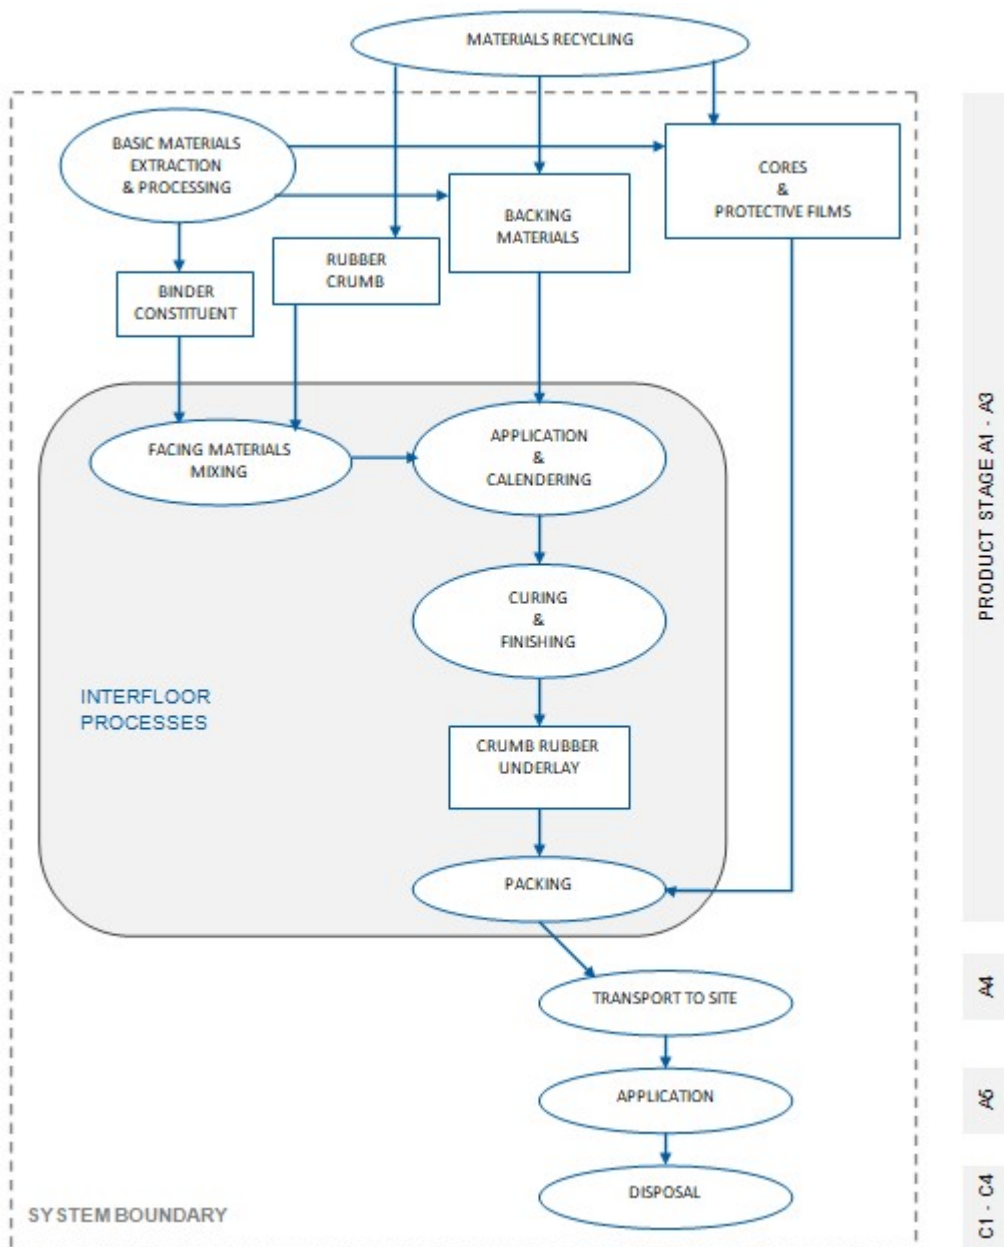 MATERIALS RECYCLING
BASIC MATERIALS
EXTRACTION
& PROCESSING
CORES
&
PROTECTIVE FILMS
BACKING
MATERIALS
RUBBER
CRUMB
BINDER
CONSTITUENT
FACING MATERIALS
MIXING
APPLICATION
&
CALENDERING
CURING
&
FINISHING
INTERFLOOR
PROCESSES
CRUMB RUBBER
UNDERLAY
PACKING
TRANSPORT TO SITE
APPLICATION
DISPOSAL
SYSTEM BOUNDARY
PRODUCT STAGE A1 - A3
A4
A5
C1 - C4